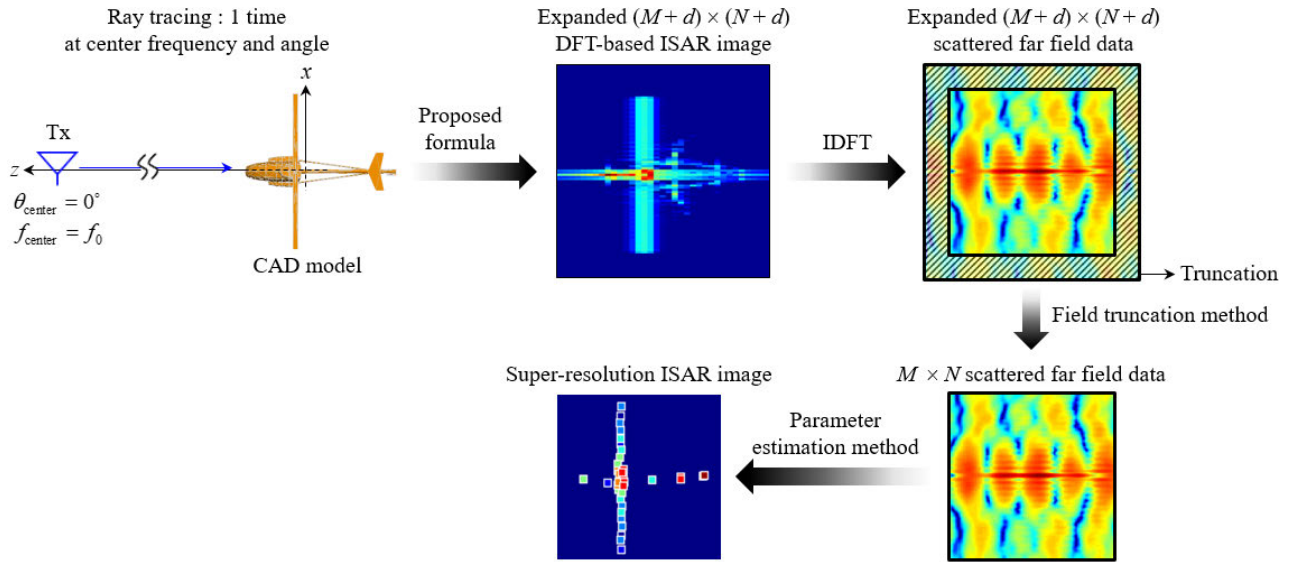 Ray tracing : 1 time
at center frequency and angle
x
Tx
z
θcenter = 0°
fcenter = f0
CAD model
Proposed
formula
Expanded (M + d) × (N + d)
DFT-based ISAR image
IDFT
Expanded (M + d) × (N + d)
scattered far field data
Truncation
Field truncation method
M × N scattered far field data
Parameter
estimation method
Super-resolution ISAR image